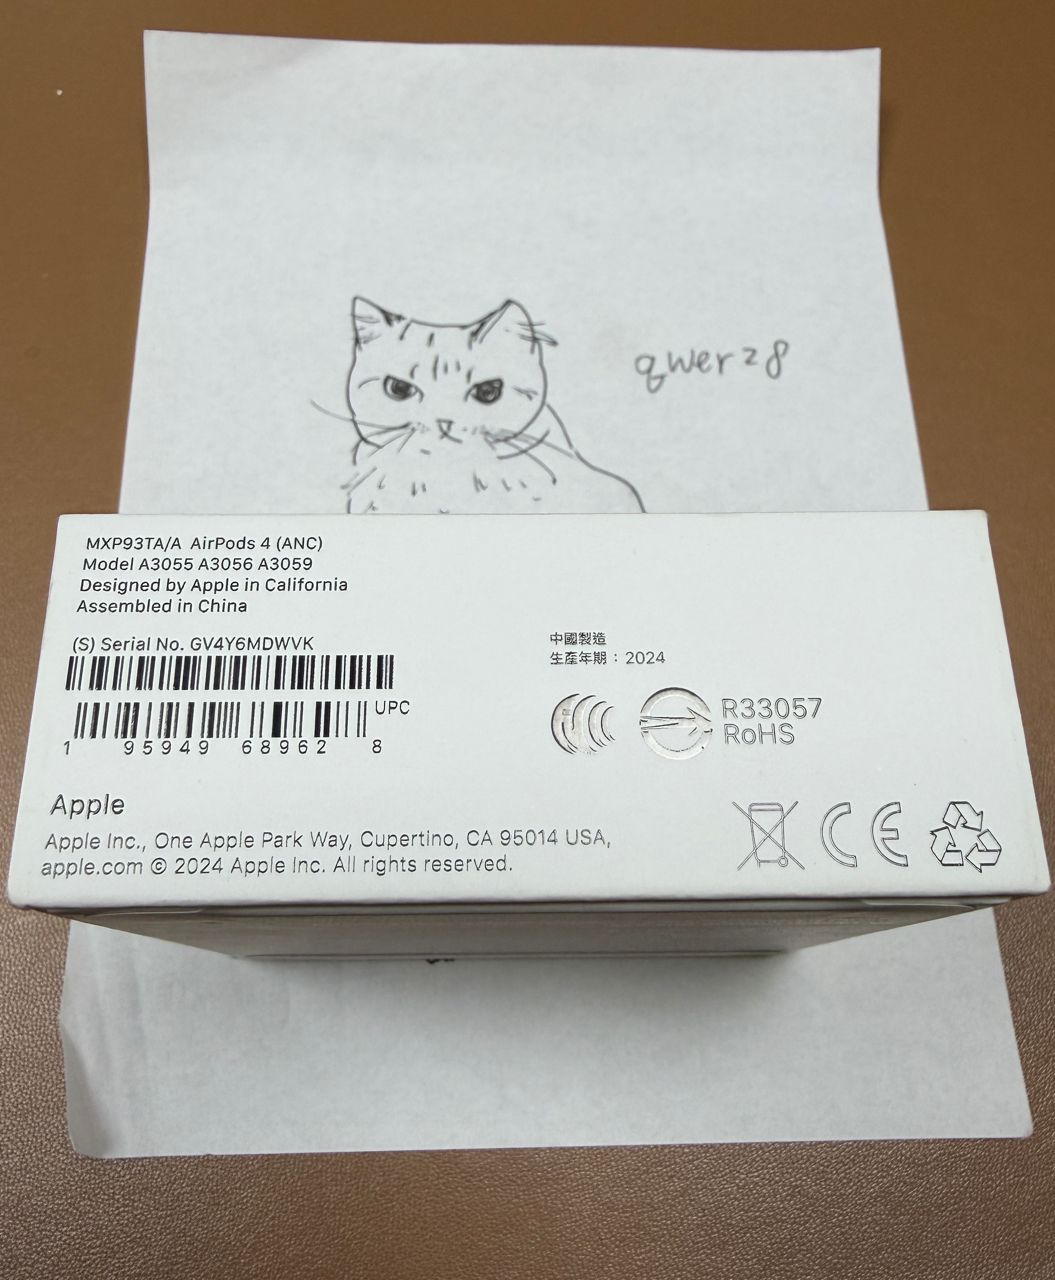 qwerz8
MXP93TA/A AirPods 4 (ANC)
Model A3055 A3056 A3059
Designed by Apple in California
Assembled in China
(S) Serial No. GV4Y6MDWVK
UPC
1 95949 68962 8
中國製造
生產年期：2024
R33057
RoHS
Apple
Apple Inc., One Apple Park Way, Cupertino, CA 95014 USA,
apple.com © 2024 Apple Inc. All rights reserved.
CE